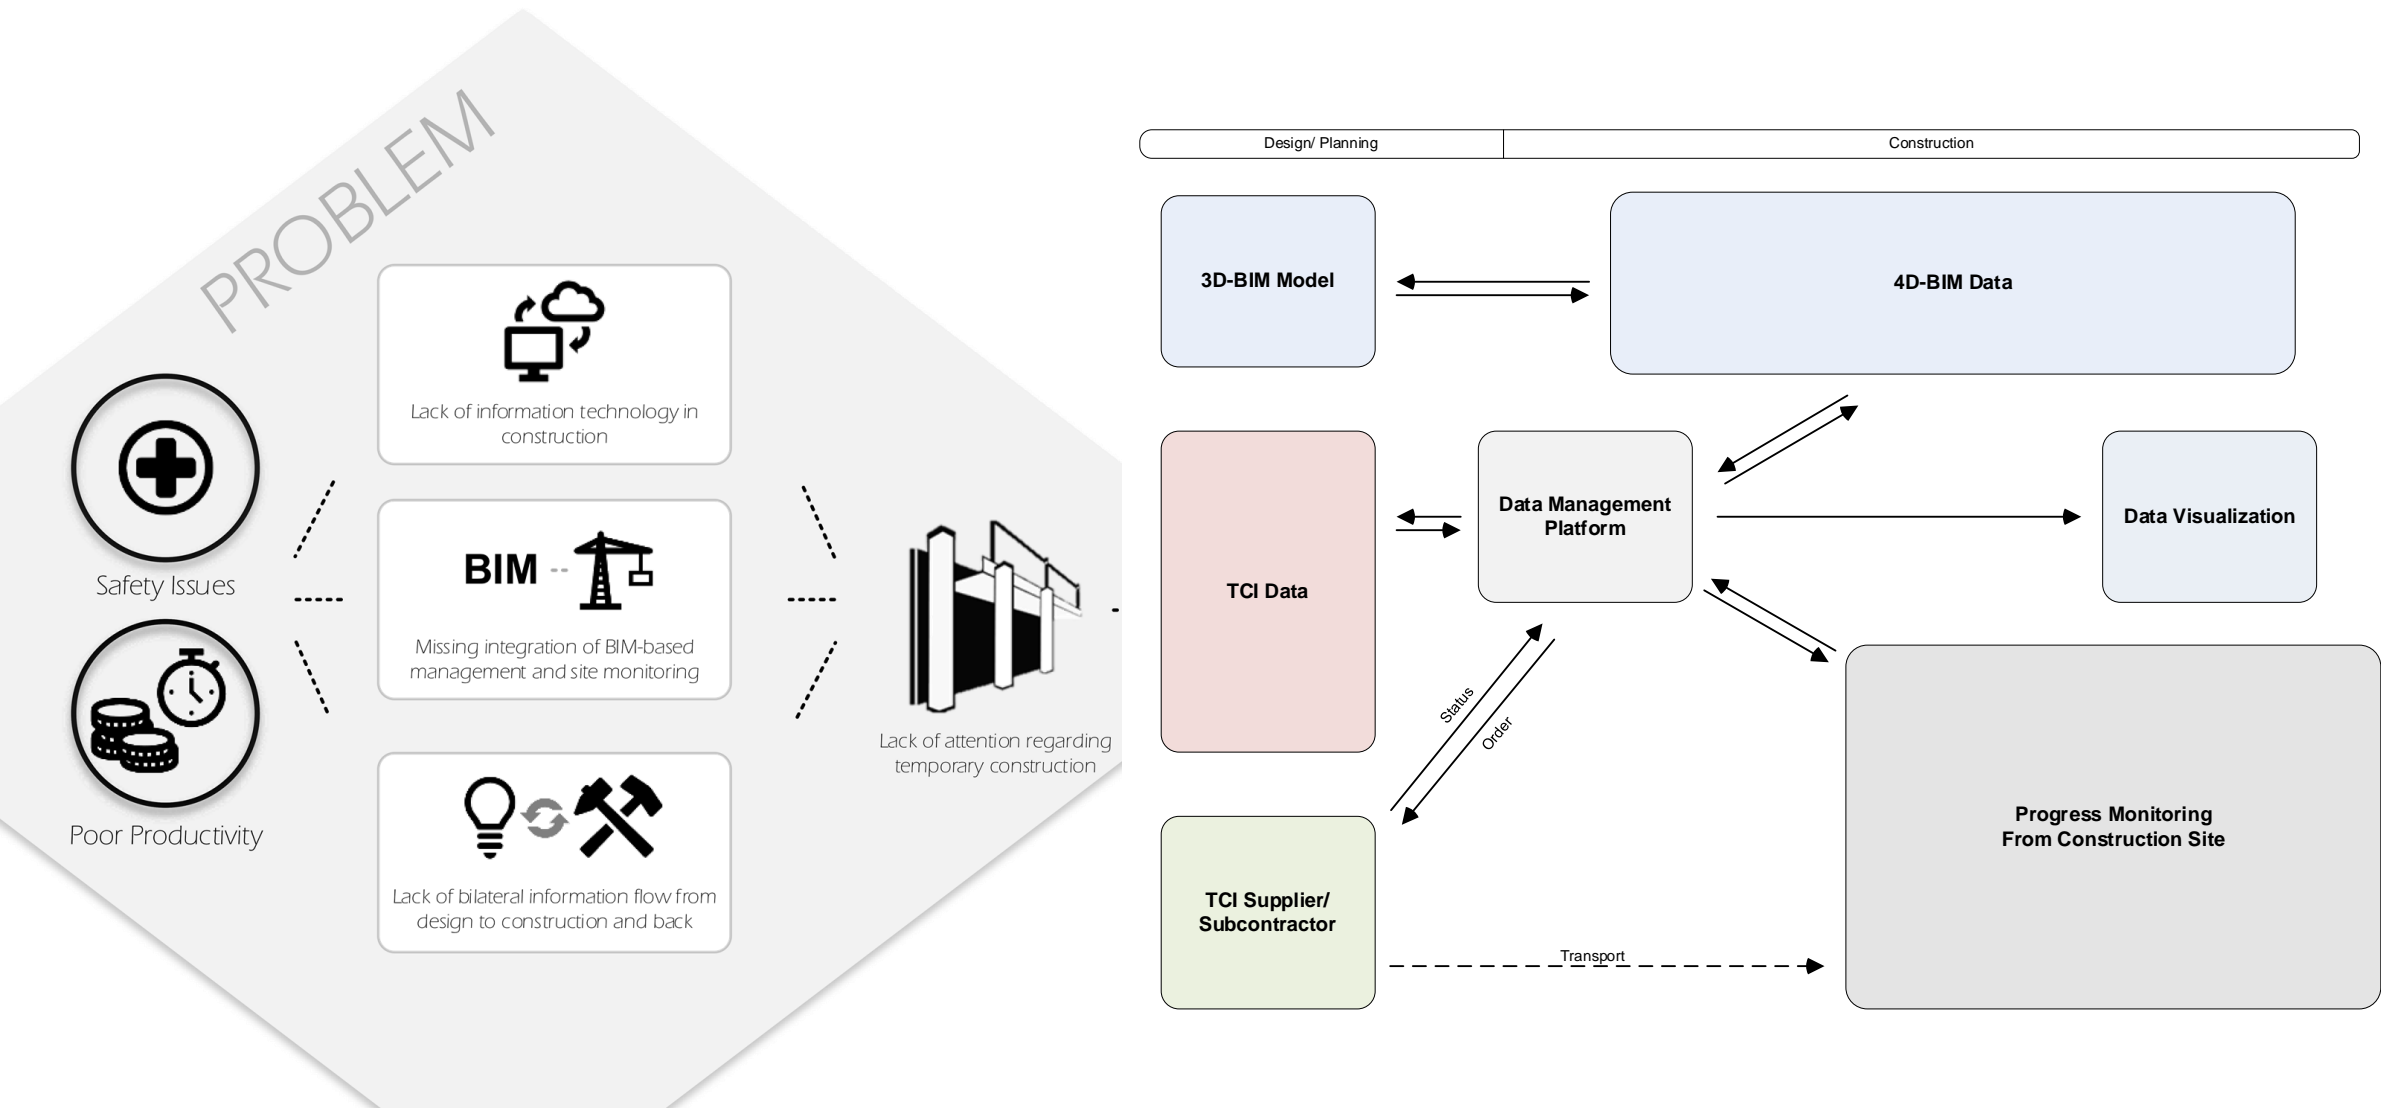 PROBLEM
Lack of information technology in
construction
Safety Issues
BIM
Missing integration of BIM-based
management and site monitoring
Poor Productivity
Lack of bilateral information flow from
design to construction and back
Lack of attention regarding
temporary construction
Design/ Planning
Construction
3D-BIM Model
4D-BIM Data
TCI Data
Data Management
Platform
Data Visualization
Status
Order
TCI Supplier/
Subcontractor
Transport
Progress Monitoring
From Construction Site